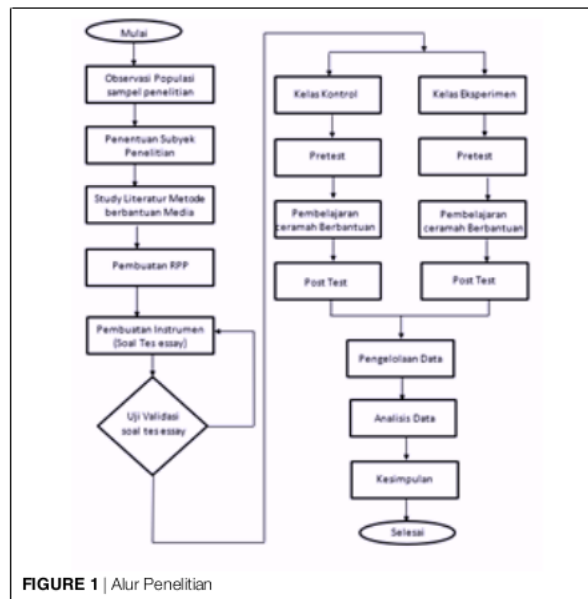 Mulai
Observasi Populasi
sampel penelitian
Penentuan Subyek
Penelitian
Study Literatur Metode
berbantuan Media
Pembuatan RPP
Pembuatan Instrumen
(Soal Tes essay)
Uji Validasi
soal tes essay
Kelas Kontrol
Pretest
Pembelajaran
ceramah Berbantuan
Post Test
Kelas Eksperimen
Pretest
Pembelajaran
ceramah Berbantuan
Post Test
Pengelolaan Data
Analisis Data
Kesimpulan
Selesai
FIGURE 1 | Alur Penelitian